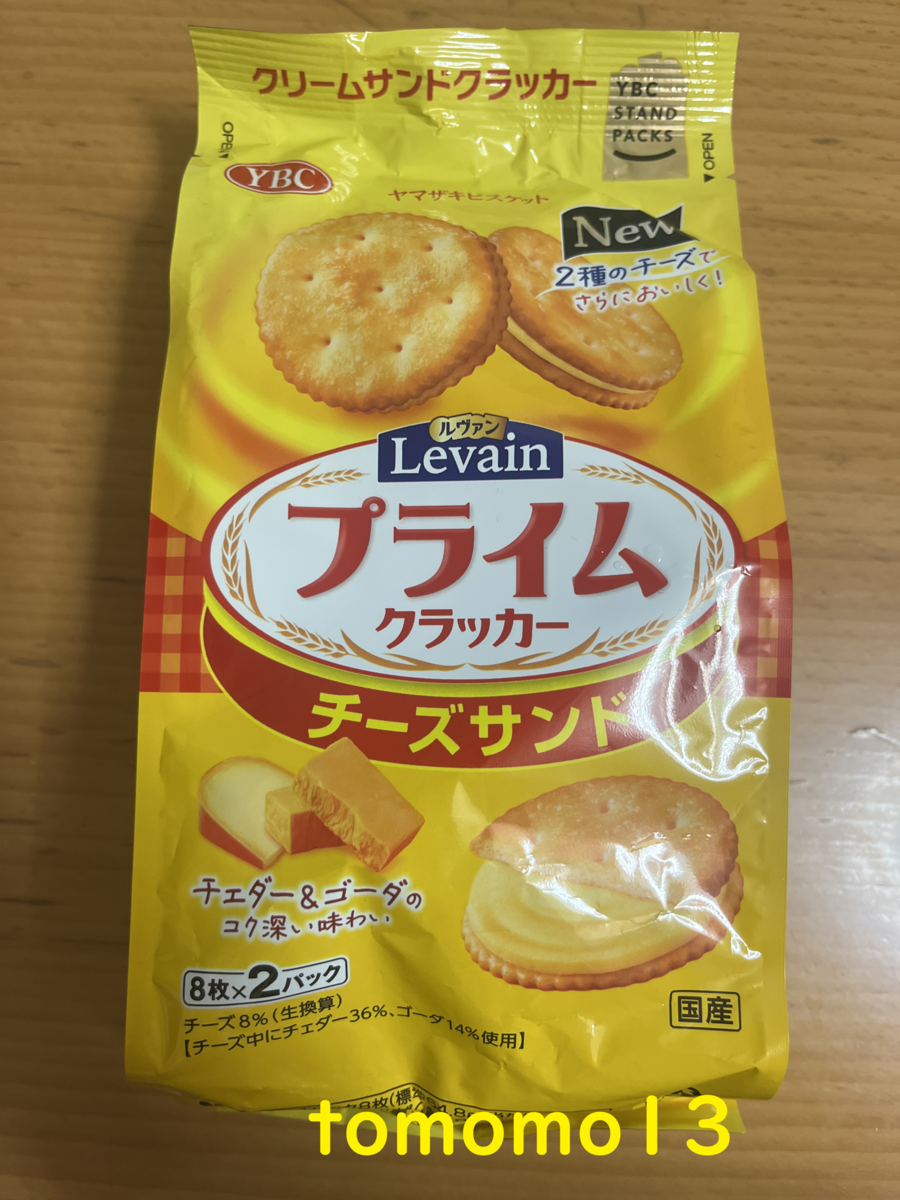 クリームサンドクラッカー
YBC
STAND
PACKS
OPEN
OPEN
YBC
ヤマザキビスケット
New
2種のチーズで
さらにおいしく!
ルヴァン
Levain
プライム
クラッカー
チーズサンド
チェダー&ゴーダの
コク深い味わい
8枚×2パック
チーズ8%(生換算)
【チーズ中にチェダー36%、ゴーダ14%使用】
国産
8枚(標
tomomo13